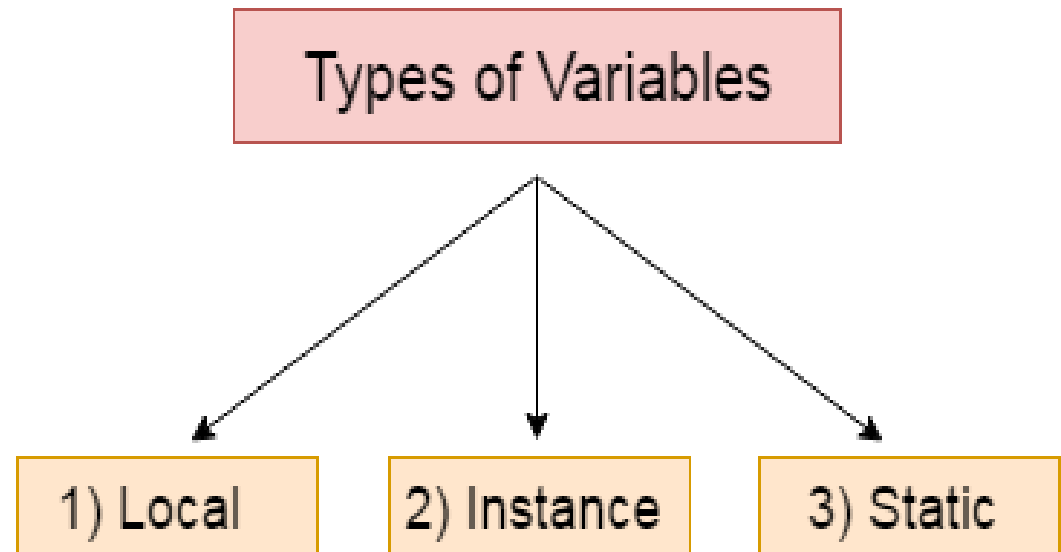 Types of Variables
1) Local
2) Instance
3) Static